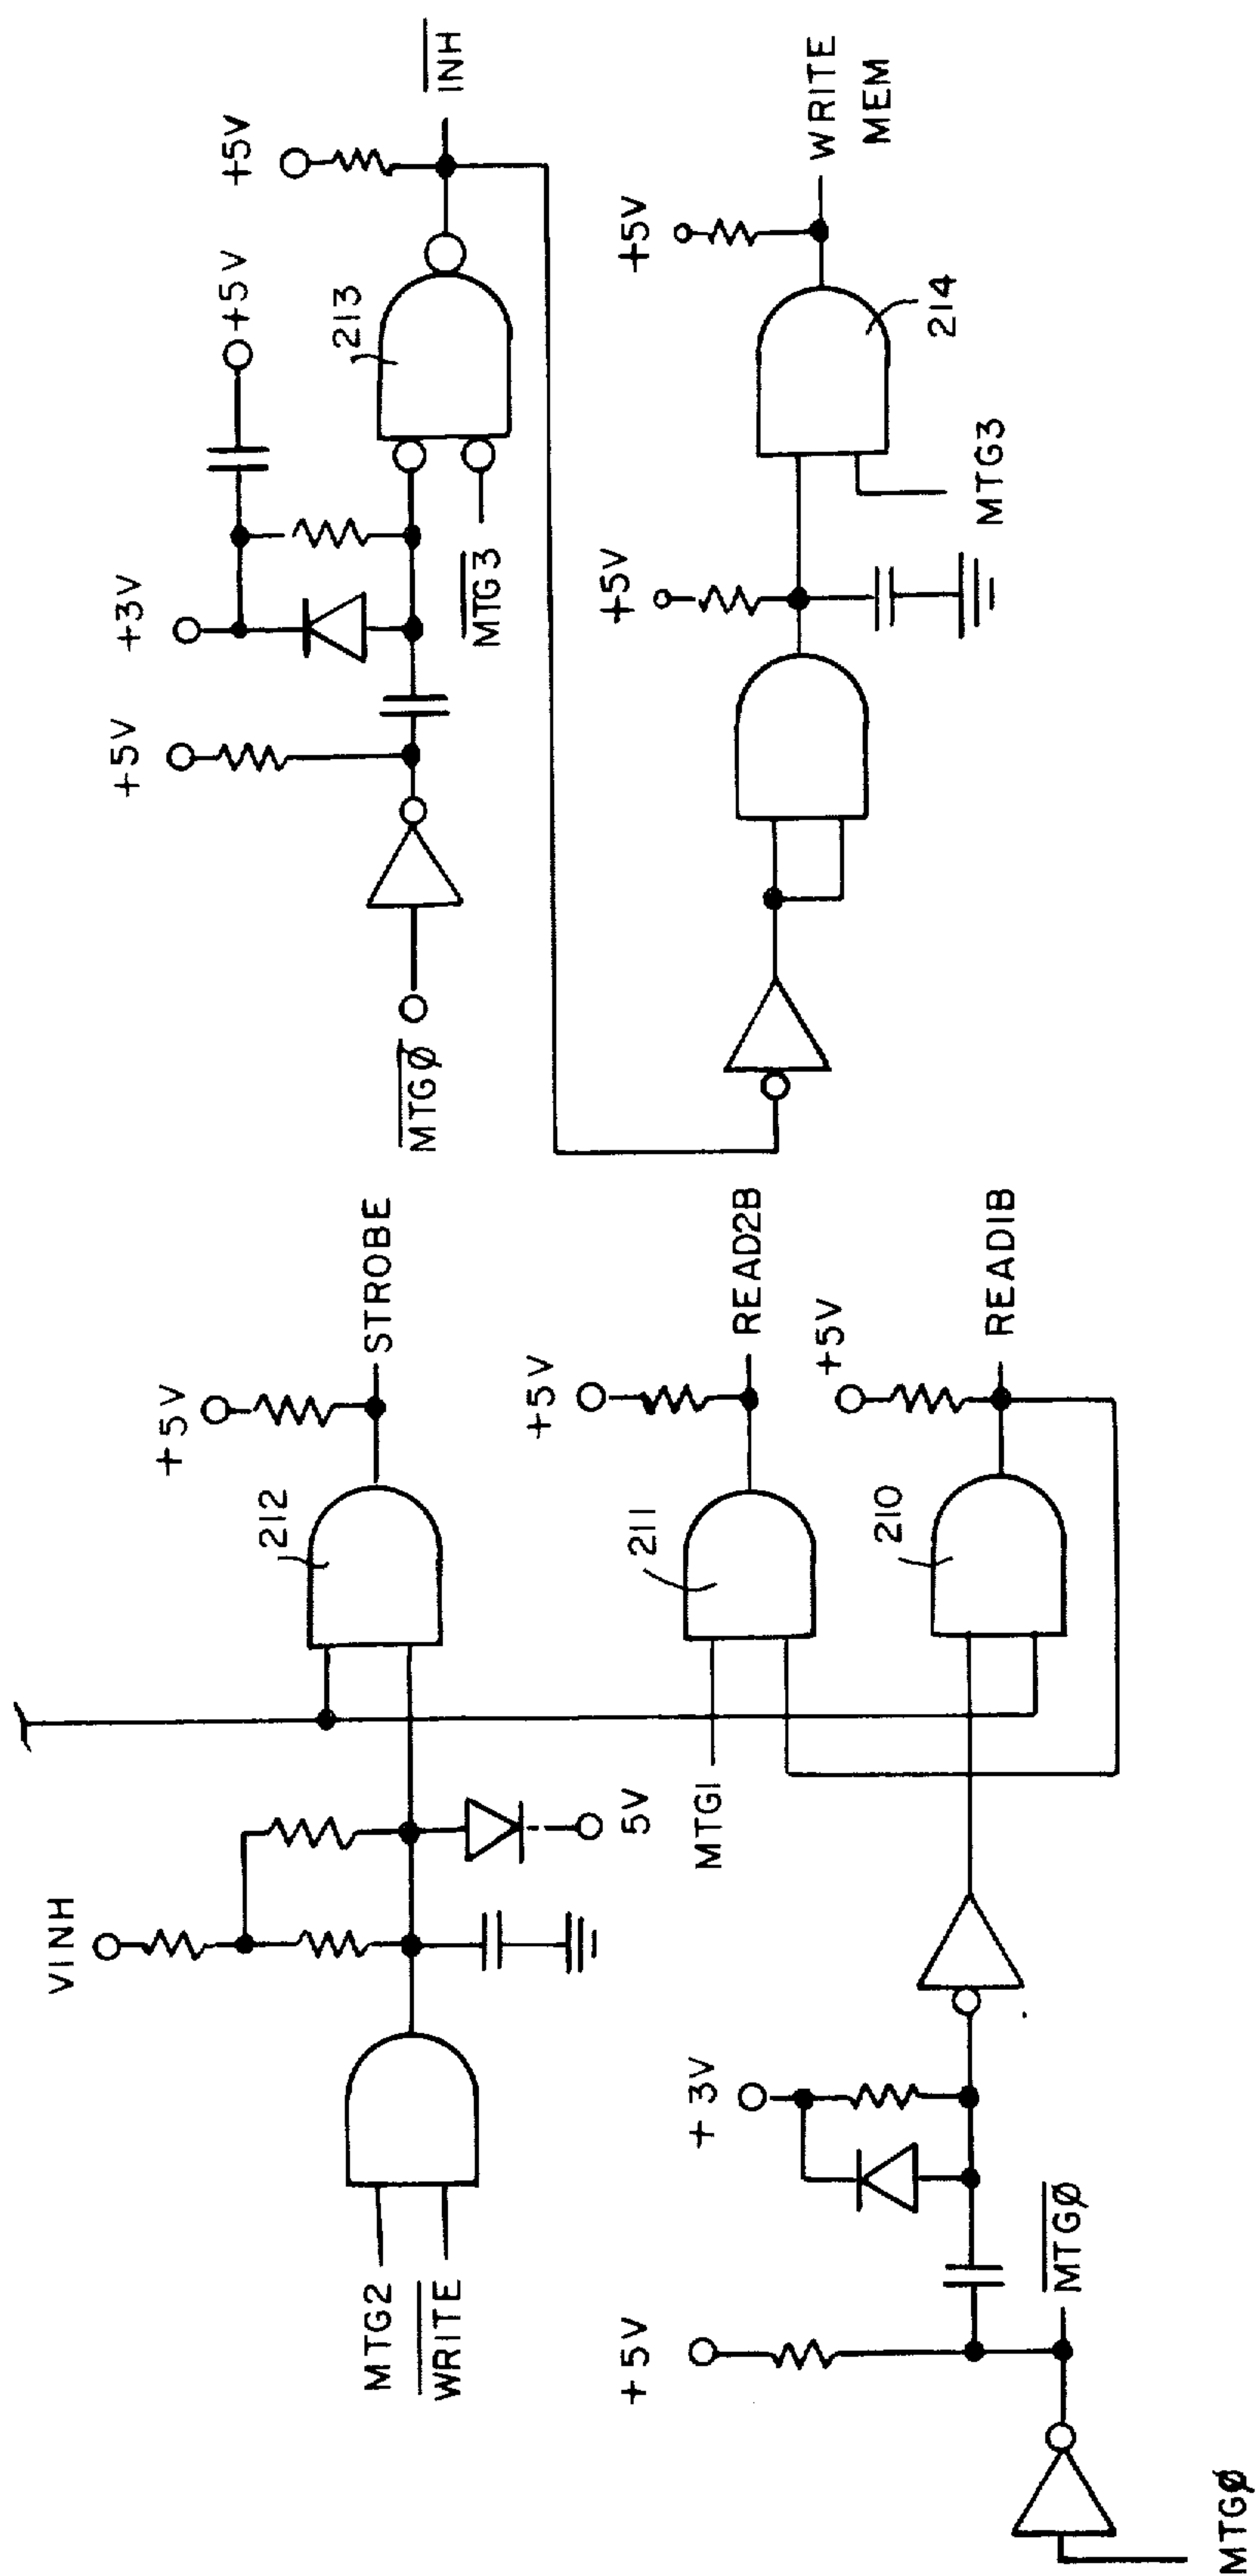 MTGØ
MTGØ
+5V
+3V
MTG2
WRITE
VINH
5V
MTG1
212
+5V
STROBE
211
+5V
READ2B
210
+5V
READ1B
MTGØ
+5V
+3V
+5V
213
MTG3
+5V
INH
+5V
MTG3
214
+5V
WRITE
MEM